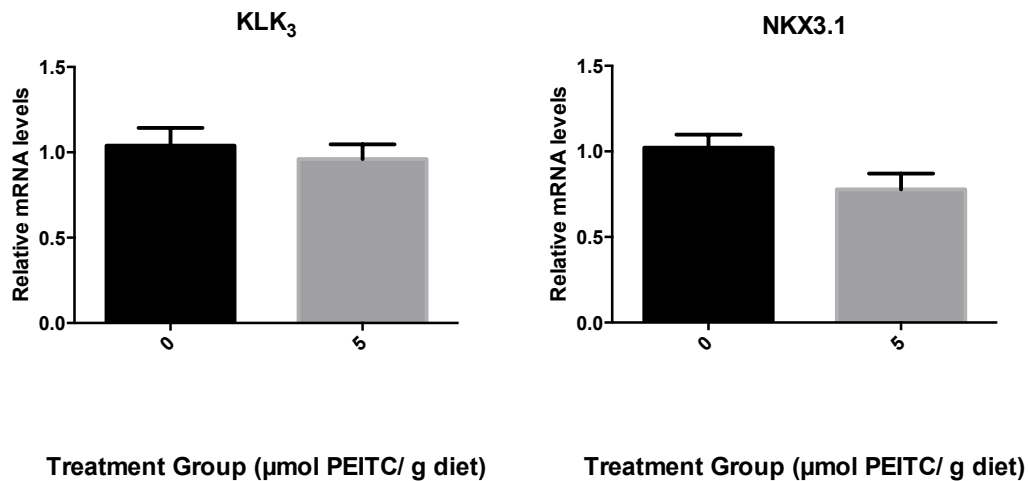 KLK3
Relative mRNA levels
1.5
1.0
0.5
0.0
0
5
Treatment Group (µmol PEITC/ g diet)
NKX3.1
Relative mRNA levels
1.5
1.0
0.5
0.0
0
5
Treatment Group (µmol PEITC/ g diet)